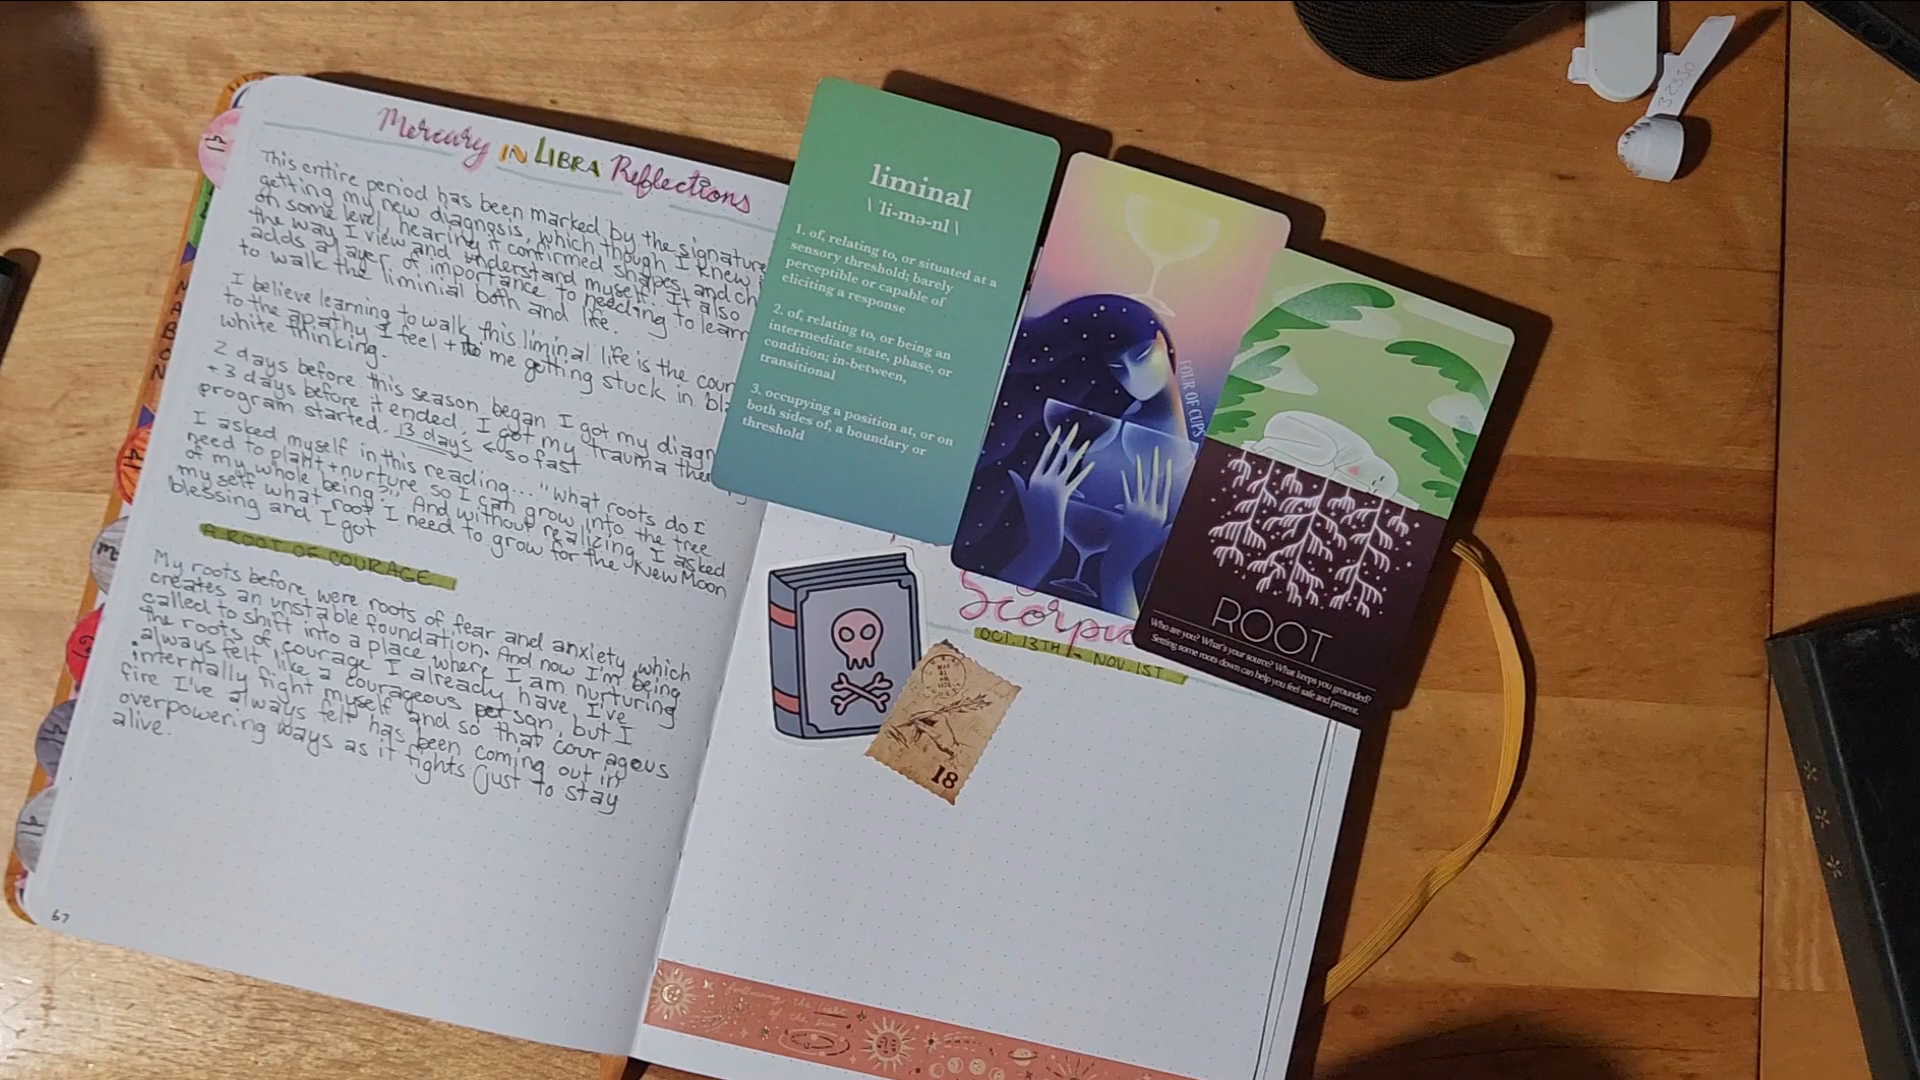 Mercury IN LIBRA Reflections
This entire period has been marked by the signature
getting my new diagnosis, which though I knew
on some level, hearing it confirmed shapes and
the way I view and understand myself. It also
adds a layer of importance to needing to learn
to walk the liminial both and life.
I believe learning to walk this liminal life is the
to the apathy I feel + to me getting stuck in
white thinking.
2 days before this season began I got my
+ 3 days before it ended, I got my trauma
program started. 13 days < so fast
I asked myself in this reading... "what roots do I
need to plant + nurture so I can grow into the tree
of my whole being?" And without realizing I asked
myself what root I need to grow for the New Moon
blessing and I got
A ROOT OF COURAGE
My roots before were roots of fear and anxiety which
creates an unstable foundation. And now I'm being
called to shift into a place where I am nurturing
the roots of courage I already have I've
always felt like a courageous person, but I
internally fight myself and so that courageous
fire I've always felt has been coming out in
overpowering ways as it fights (just to stay
alive.
67
liminal
\ 'li-mə-nl \
1. of, relating to, or situated at a
sensory threshold; barely
perceptible or capable of
eliciting a response
2. of, relating to, or being an
intermediate state, phase, or
condition; in-between,
transitional
3. occupying a position at, or on
both sides of, a boundary or
threshold
FOUR OF CUPS
ROOT
Who are you? What's your source? What keeps you grounded?
Setting some roots down can help you feel safe and present.
Scorpio
OCT. 13TH - NOV. 1ST
18
following the
of the sun
32550